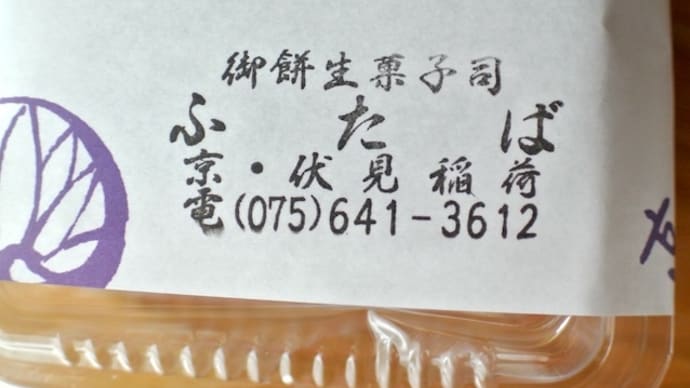 御餅生菓子司
ふたば
京・伏見稲荷
電(075)641-3612